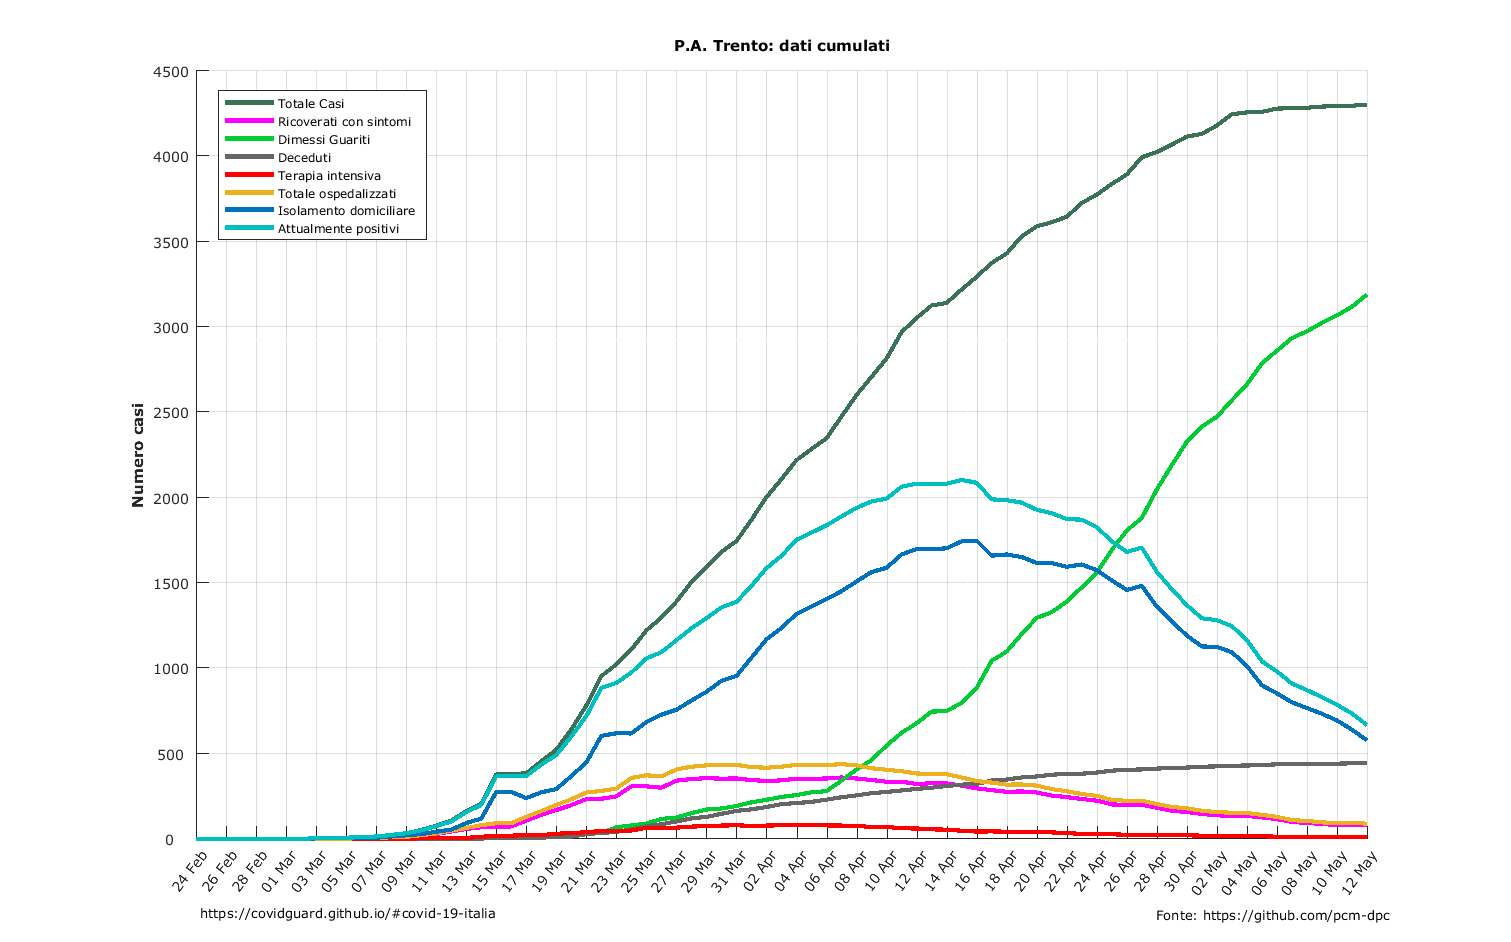 P.A. Trento: dati cumulati
4500
4000
3500
3000
2500
2000
1500
1000
500
0
Numero casi
Totale Casi
Ricoverati con sintomi
Dimessi Guariti
Deceduti
Terapia intensiva
Totale ospedalizzati
Isolamento domiciliare
Attualmente positivi
24 Feb
26 Feb
28 Feb
01 Mar
03 Mar
05 Mar
07 Mar
09 Mar
11 Mar
13 Mar
15 Mar
17 Mar
19 Mar
21 Mar
23 Mar
25 Mar
27 Mar
29 Mar
31 Mar
02 Apr
04 Apr
06 Apr
08 Apr
10 Apr
12 Apr
14 Apr
16 Apr
18 Apr
20 Apr
22 Apr
24 Apr
26 Apr
28 Apr
30 Apr
02 May
04 May
06 May
08 May
10 May
12 May
https://covidguard.github.io/#covid-19-italia
Fonte: https://github.com/pcm-dpc